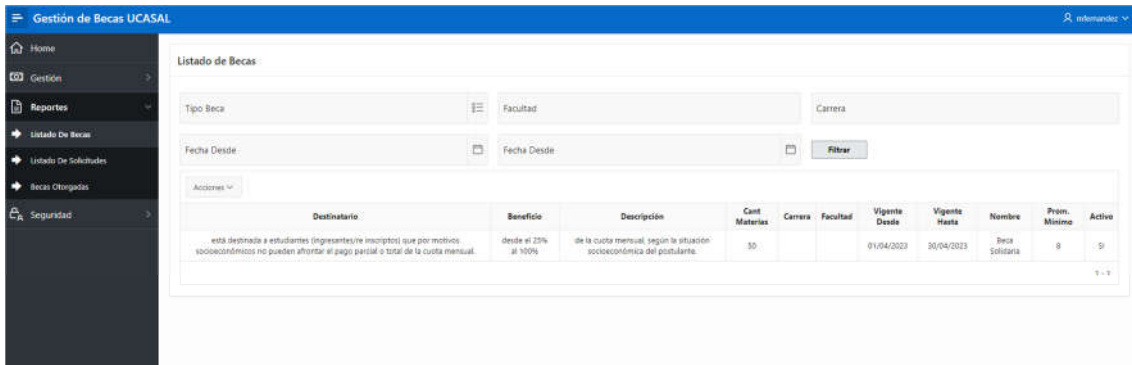 Gestión de Becas UCASAL
mfernandez
Home
Gestión
Reportes
Listado De Becas
Listado De Solicitudes
Becas Otorgadas
Seguridad
Listado de Becas
Tipo Beca
Facultad
Carrera
Fecha Desde
Fecha Desde
Filtrar
Acciones
Destinatario
Beneficio
Descripción
Cant
Materias
Carrera
Facultad
Vigente
Desde
Vigente
Hasta
Nombre
Prom.
Mínimo
Activo
está destinada a estudiantes (ingresantes/re inscriptos) que por motivos
socioeconómicos no pueden afrontar el pago parcial o total de la cuota mensual.
desde el 25%
al 100%
de la cuota mensual, según la situación
socioeconómica del postulante.
50
01/04/2023
30/04/2023
Beca
Solidaria
8
SI
1 - 1